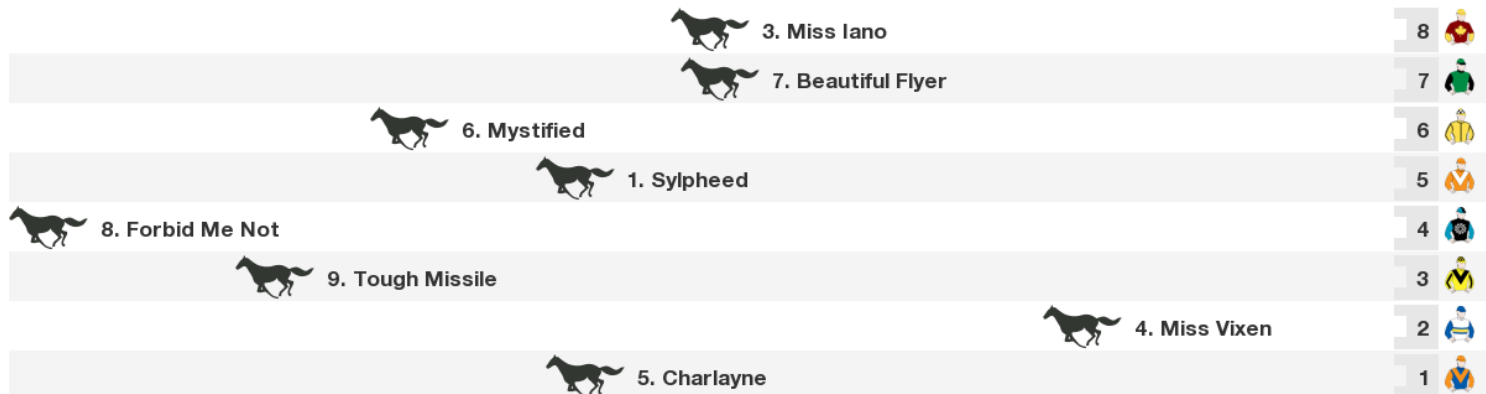 3. Miss Iano 8
7. Beautiful Flyer 7
6. Mystified 6
1. Sylpheed 5
8. Forbid Me Not 4
9. Tough Missile 3
4. Miss Vixen 2
5. Charlayne 1